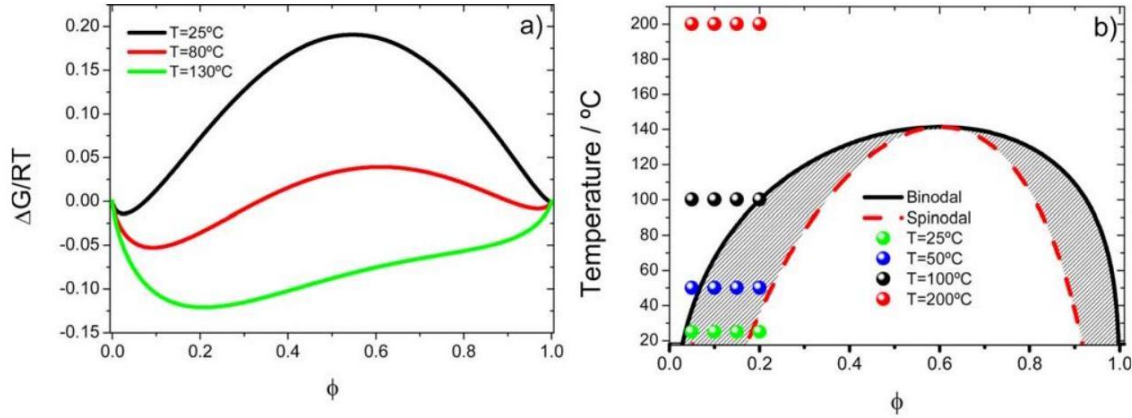 a)
T=25ºC
T=80ºC
T=130ºC
0.20
0.15
0.10
0.05
0.00
-0.05
-0.10
-0.15
ΔG/RT
0.0 0.2 0.4 0.6 0.8 1.0
ϕ
b)
200
180
160
140
120
100
80
60
40
20
Temperature / ºC
Binodal
Spinodal
T=25ºC
T=50ºC
T=100ºC
T=200ºC
0.0 0.2 0.4 0.6 0.8 1.0
ϕ